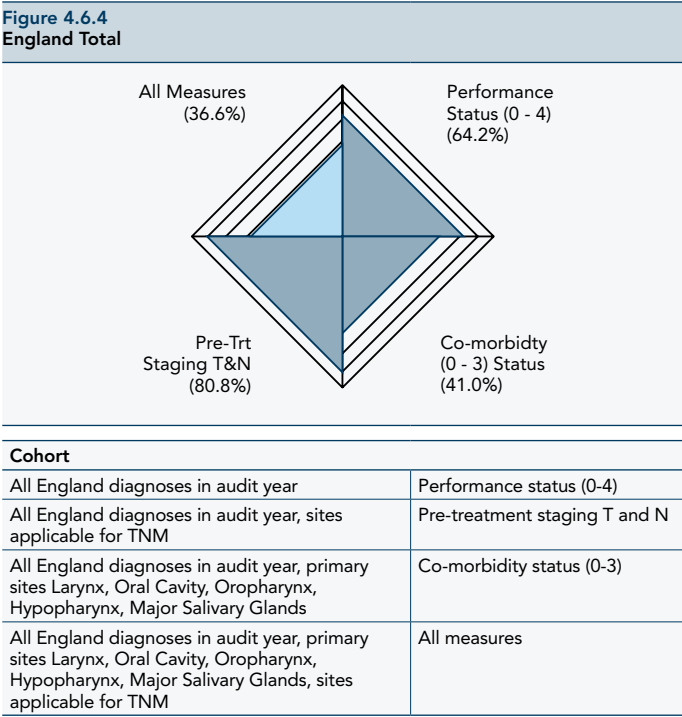 Figure 4.6.4
England Total
All Measures
(36.6%)
Performance
Status (0 - 4)
(64.2%)
Pre-Trt
Staging T&N
(80.8%)
Co-morbidty
(0 - 3) Status
(41.0%)
Cohort
All England diagnoses in audit year
Performance status (0-4)
All England diagnoses in audit year, sites
applicable for TNM
Pre-treatment staging T and N
All England diagnoses in audit year, primary
sites Larynx, Oral Cavity, Oropharynx,
Hypopharynx, Major Salivary Glands
Co-morbidity status (0-3)
All England diagnoses in audit year, primary
sites Larynx, Oral Cavity, Oropharynx,
Hypopharynx, Major Salivary Glands, sites
applicable for TNM
All measures